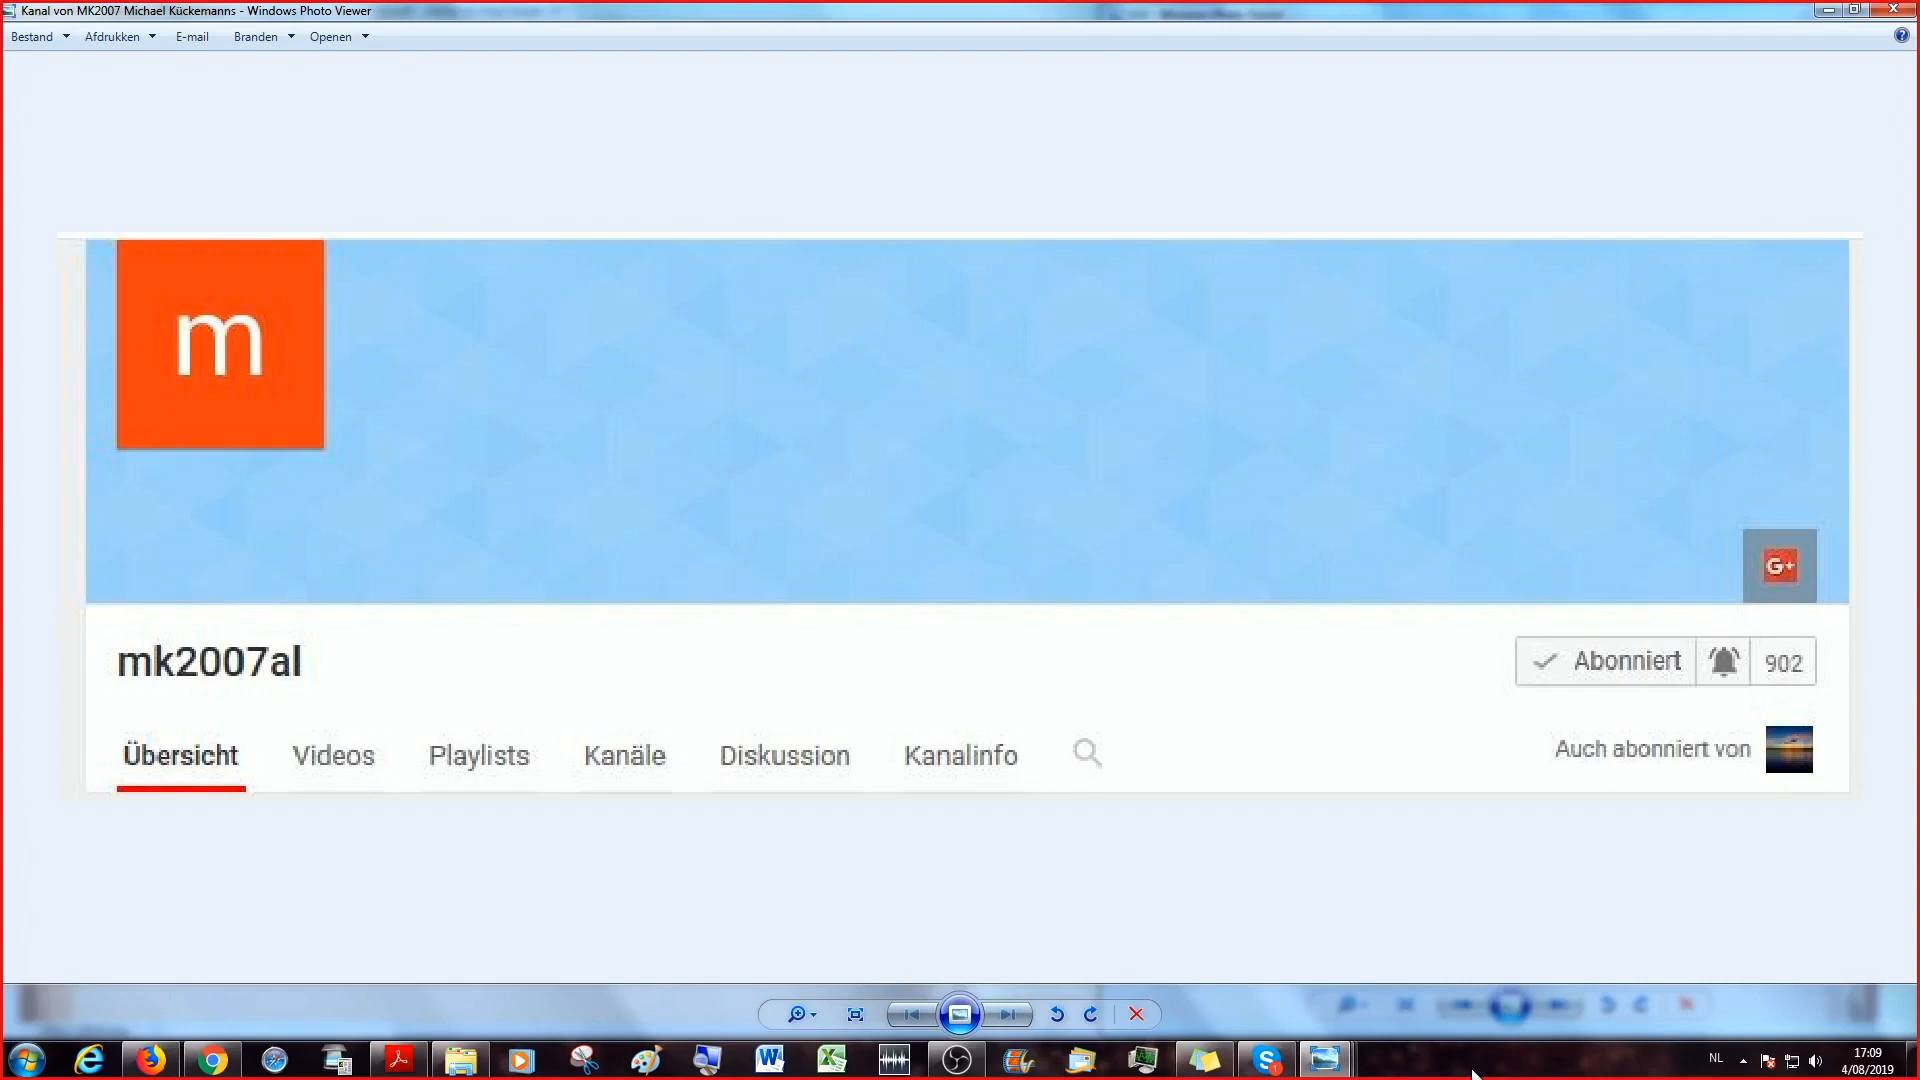 Kanal von MK2007 Michael Kückemanns - Windows Photo Viewer
Bestand Afdrukken E-mail Branden Openen
m
G+
mk2007al
Abonniert 902
Übersicht Videos Playlists Kanäle Diskussion Kanalinfo
Auch abonniert von
NL
17:09
4/08/2019